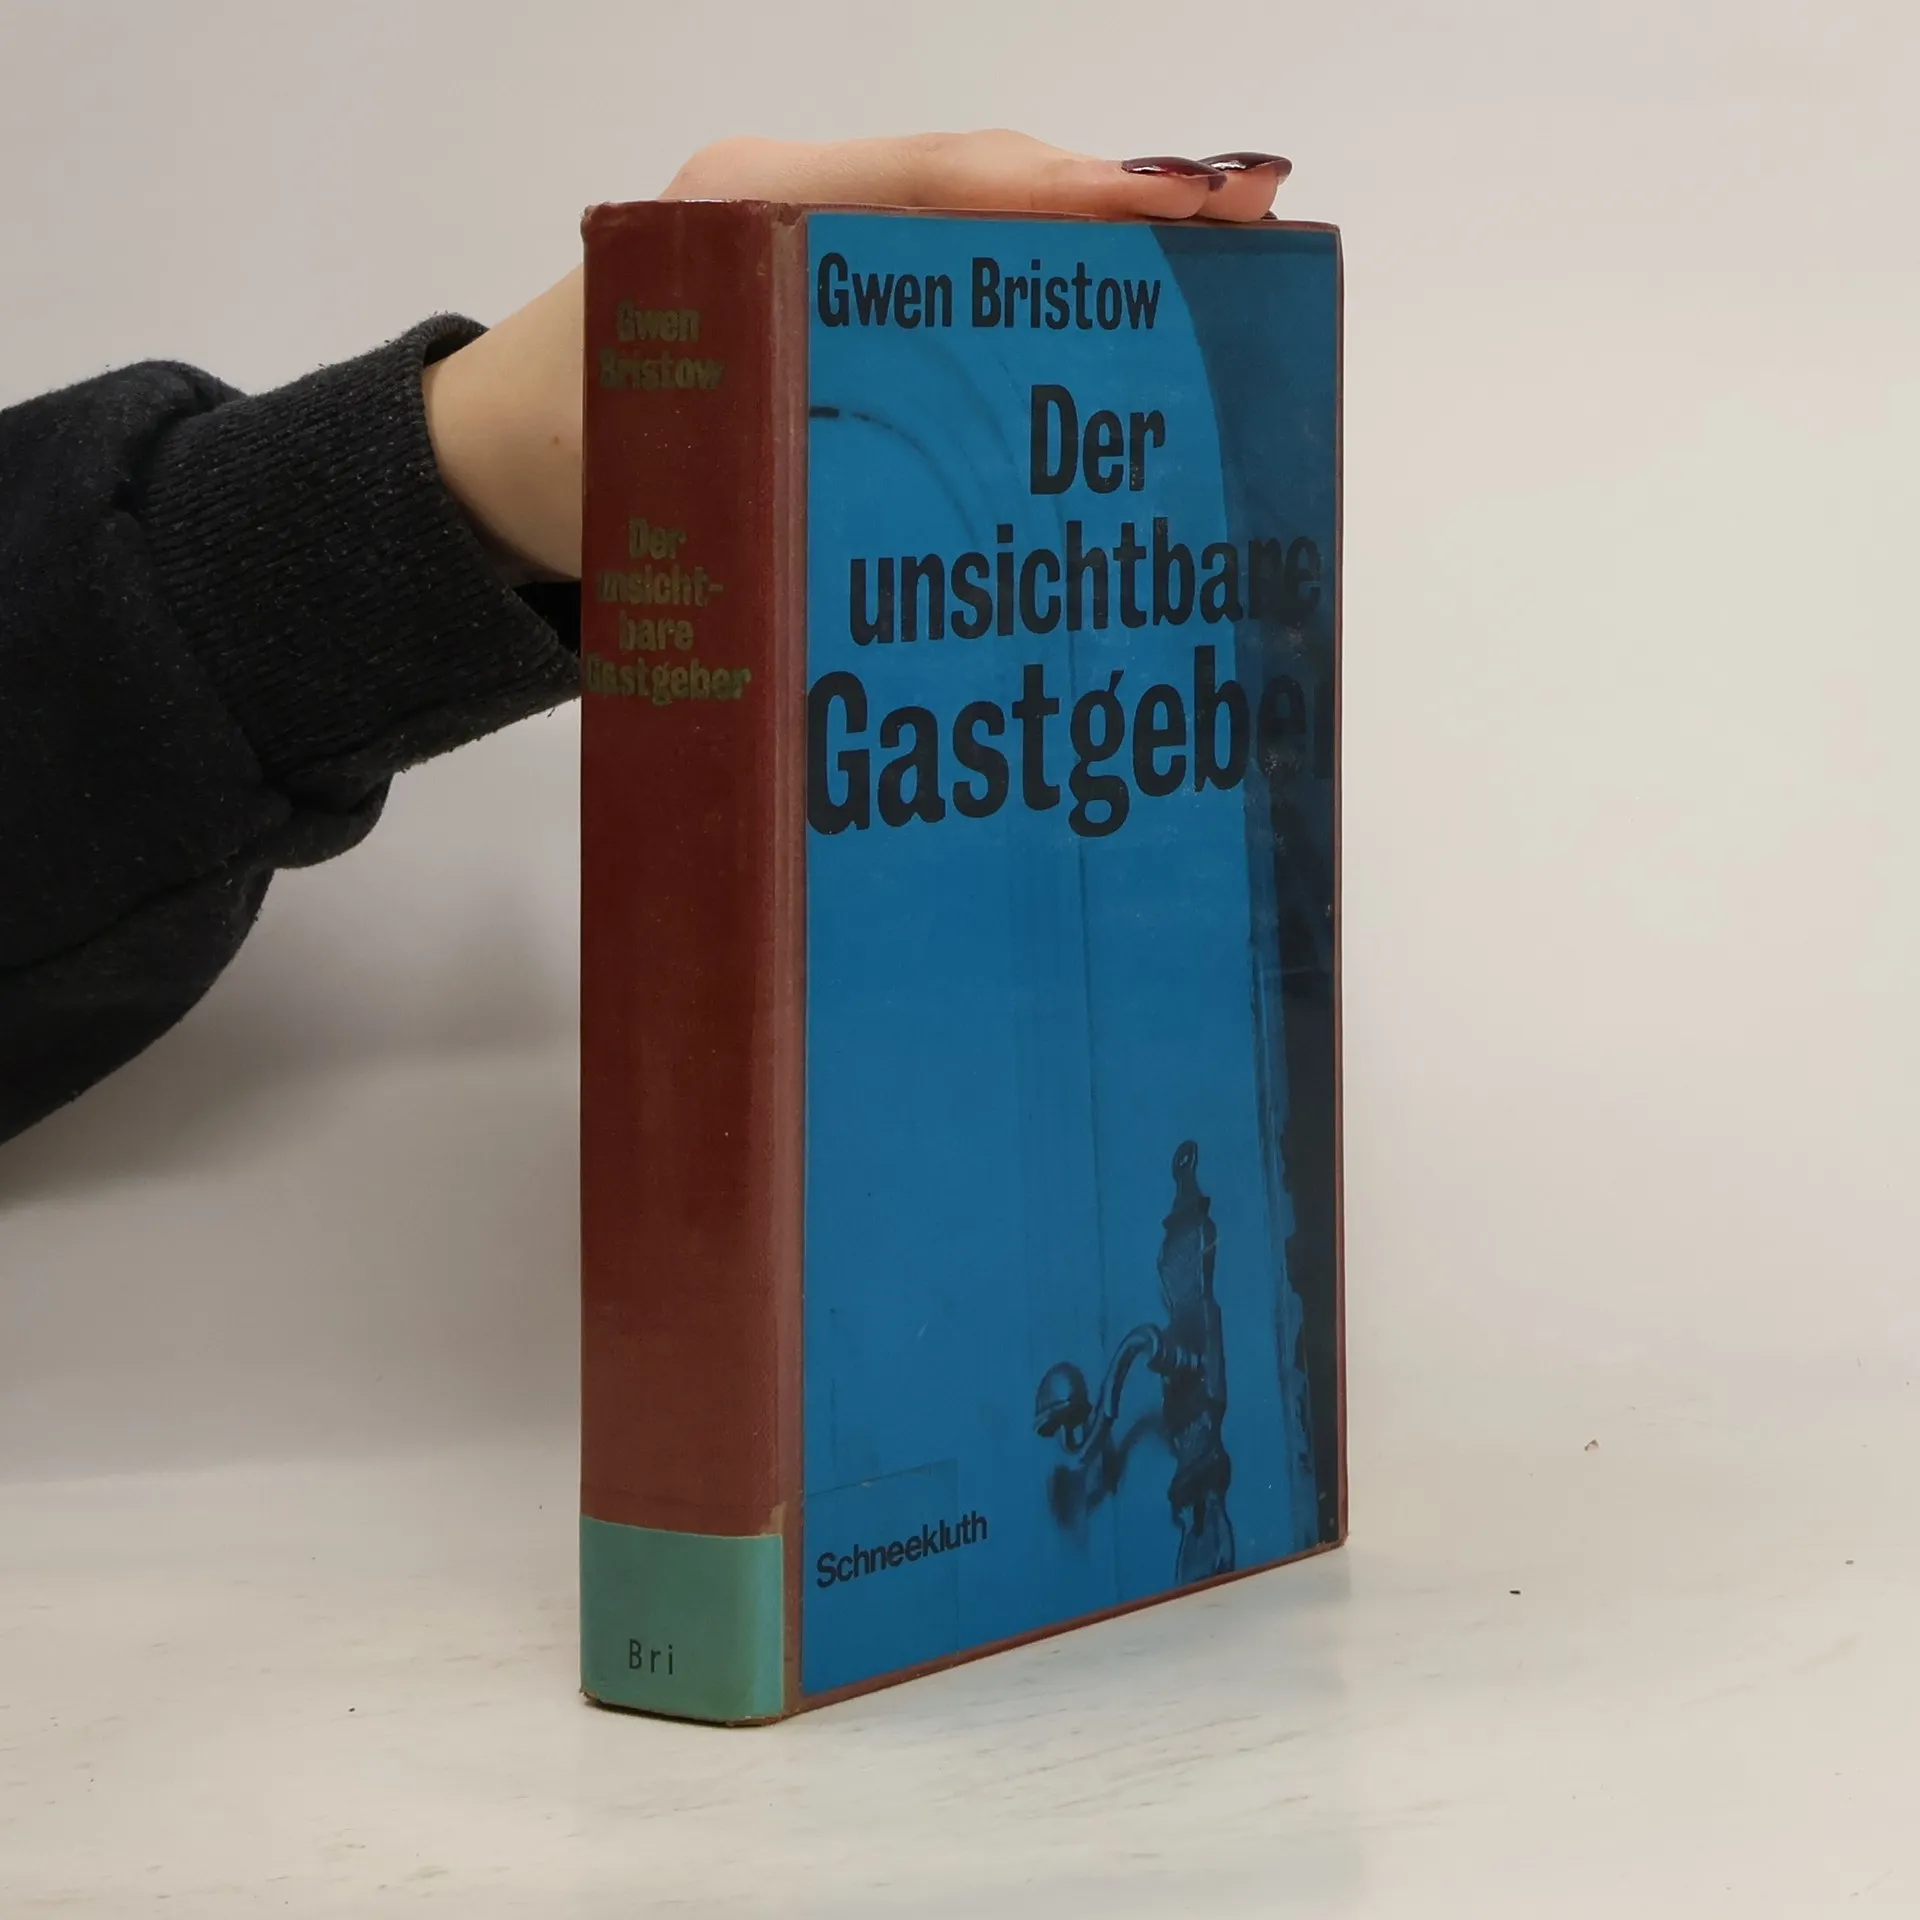 Gwen
Bristow
Der
unsicht-
bare
Gastgeber
Bri
Gwen Bristow
Der
unsichtbare
Gastgeber
Schneekluth